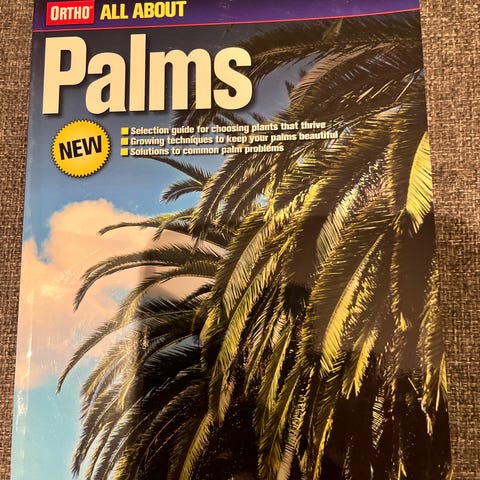 ORTHO® ALL ABOUT
Palms
NEW
Selection guide for choosing plants that thrive
Growing techniques to keep your palms beautiful
Solutions to common palm problems